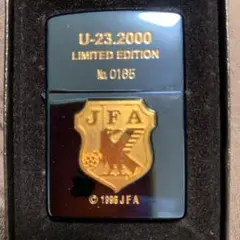 U-23.2000
LIMITED EDITION
№ 0165
JFA
© 1996 JFA